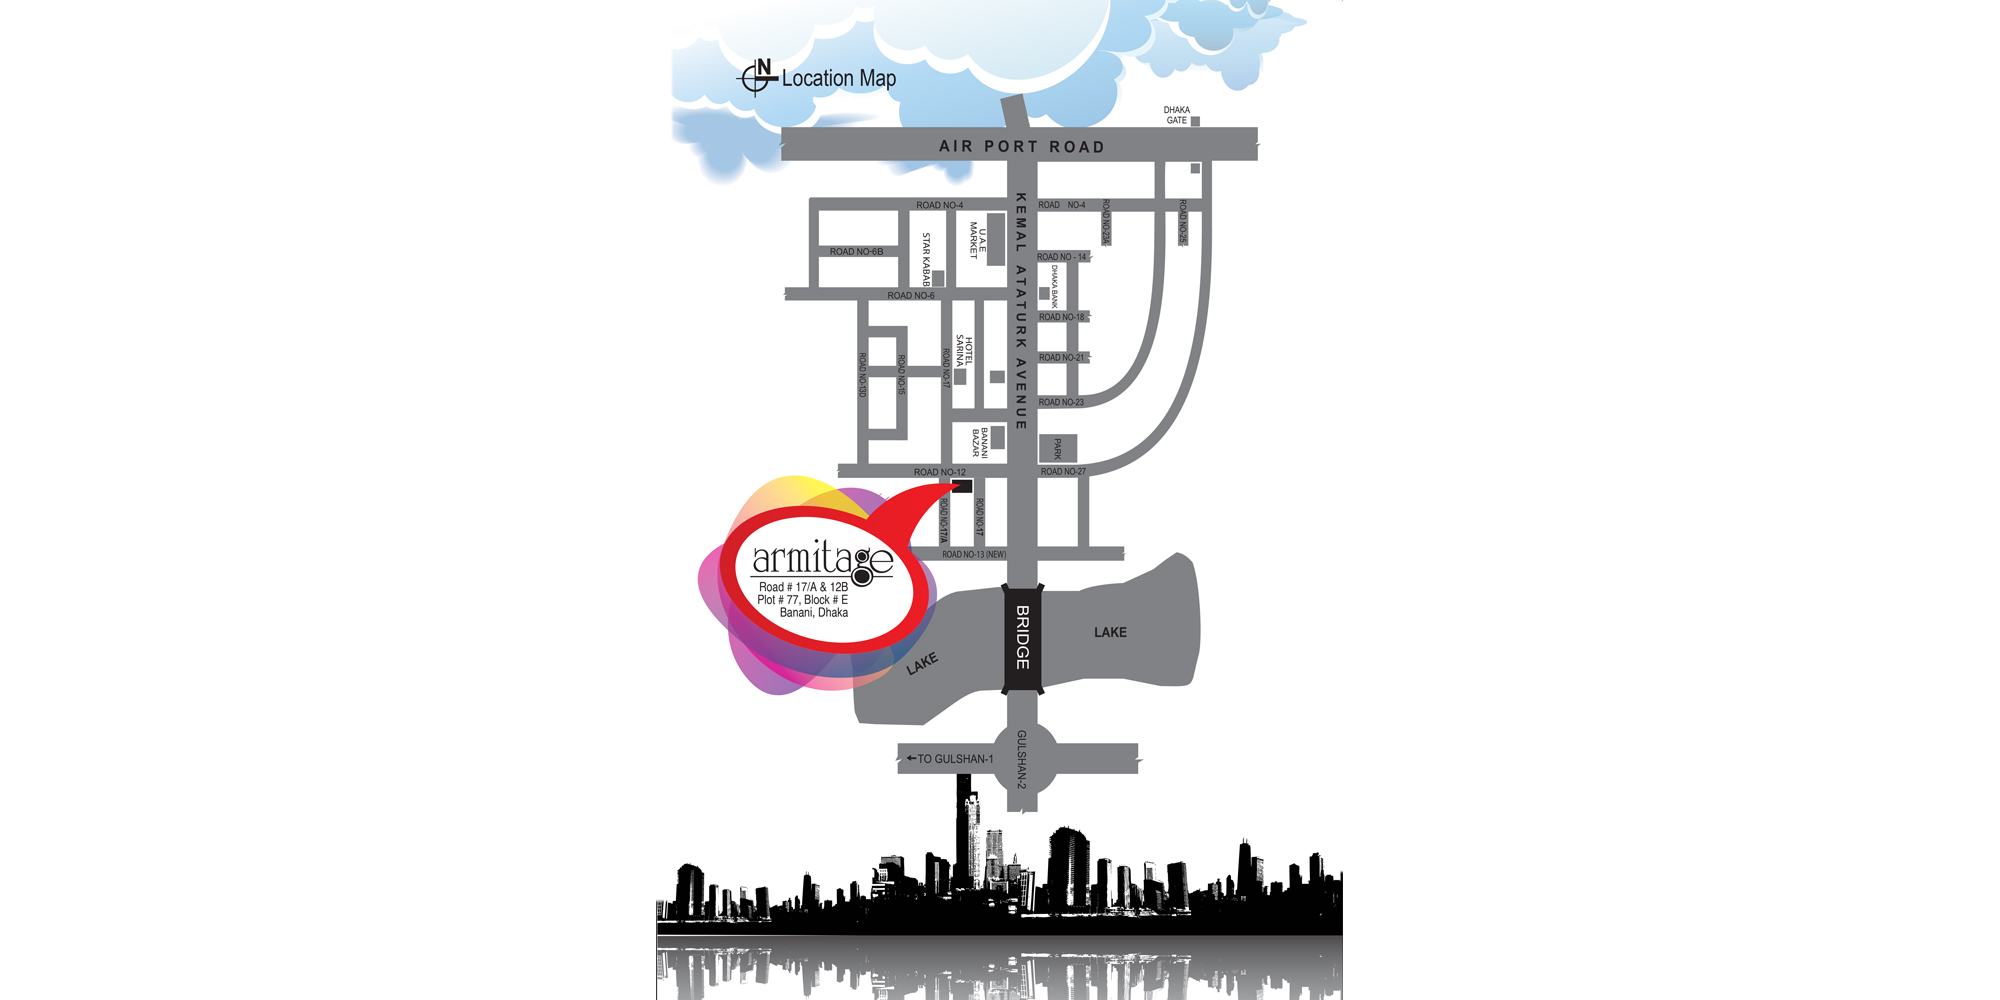 N
Location Map
DHAKA
GATE
AIR PORT ROAD
KEMAL ATATURK AVENUE
ROAD NO-4
ROAD NO-4
ROAD NO-23A
ROAD NO-25
U.A.E
MARKET
STAR KABAB
ROAD NO-6B
ROAD NO - 14
DHAKA BANK
ROAD NO-6
ROAD NO-18
HOTEL
SARINA
ROAD NO-13D
ROAD NO-15
ROAD NO-17
ROAD NO-21
ROAD NO-23
BANANI
BAZAR
PARK
ROAD NO-12
ROAD NO-27
ROAD NO-17/A
ROAD NO-17
ROAD NO-13 (NEW)
armitage
Road # 17/A & 12B
Plot # 77, Block # E
Banani, Dhaka
BRIDGE
LAKE
LAKE
GULSHAN-2
TO GULSHAN-1